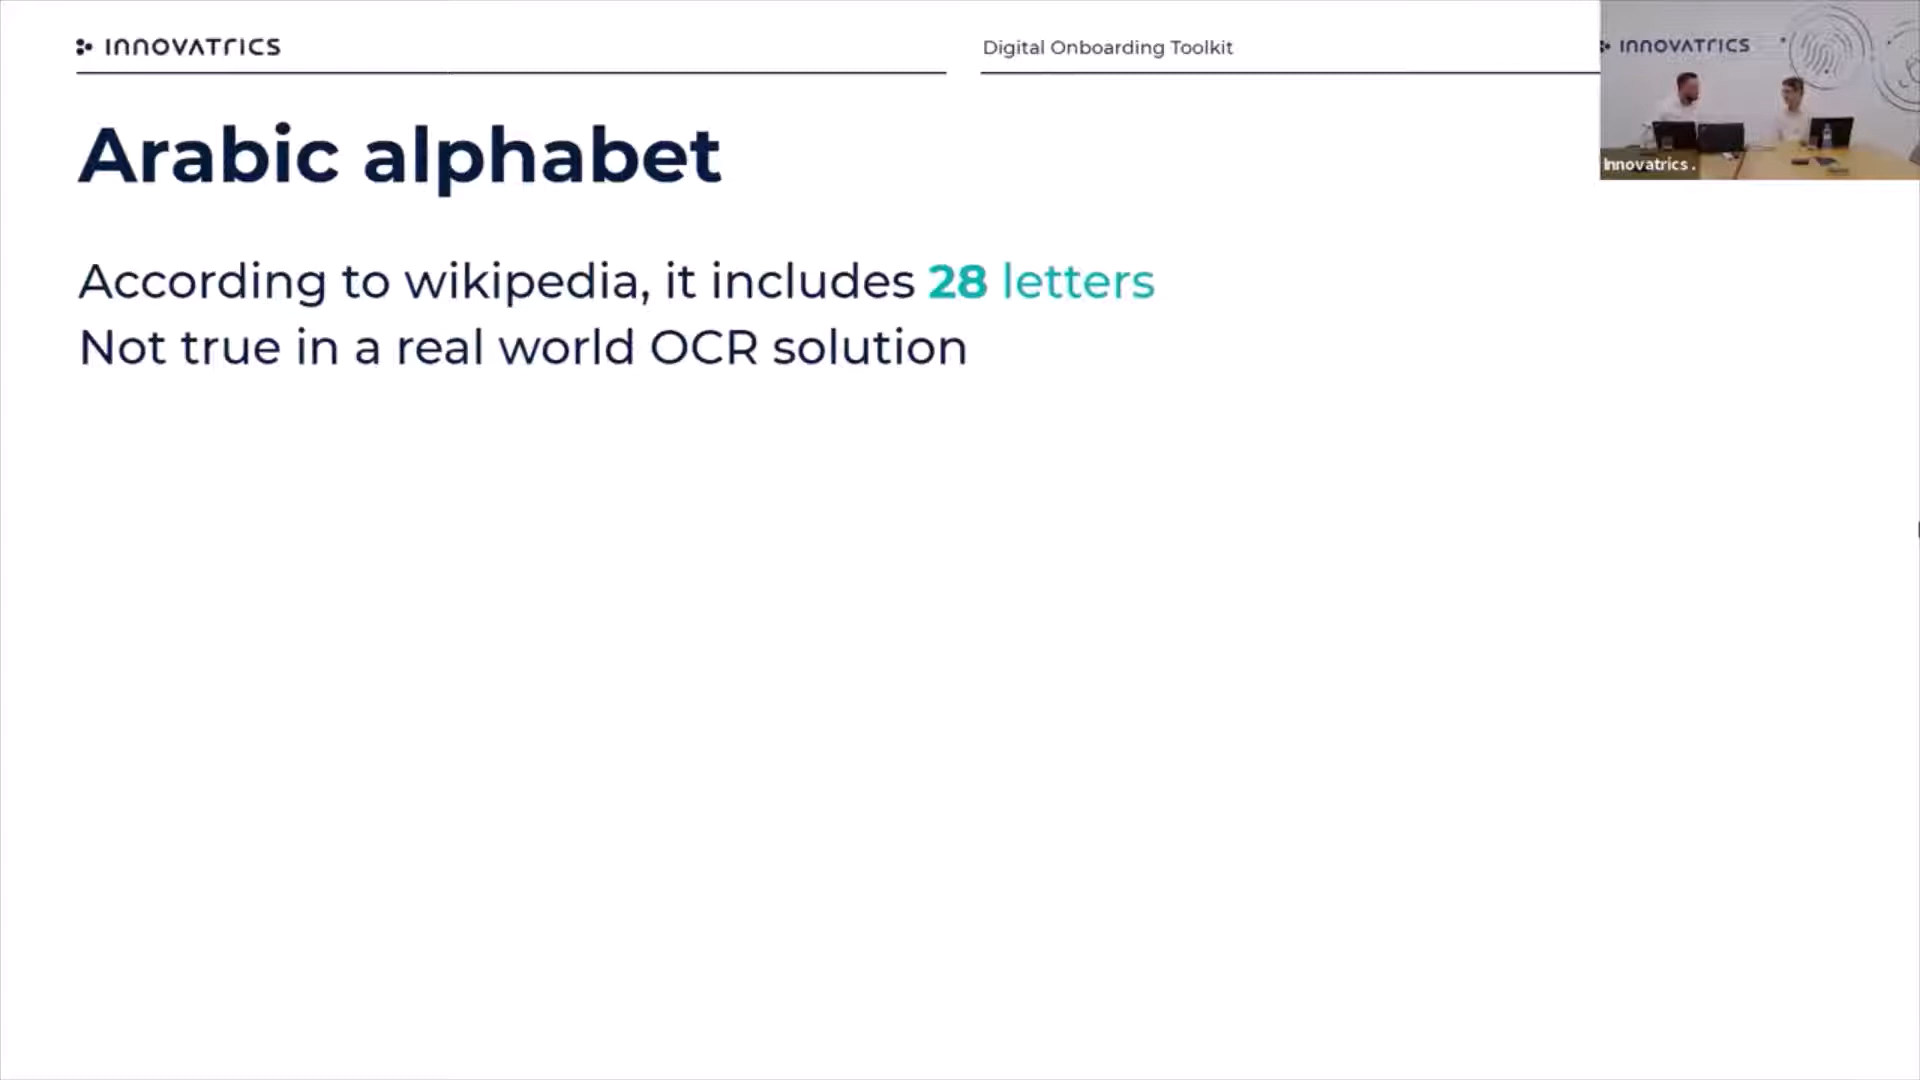 INNOVATRICS
Digital Onboarding Toolkit
INNOVATRICS
Innovatrics .
Arabic alphabet
According to wikipedia, it includes 28 letters
Not true in a real world OCR solution